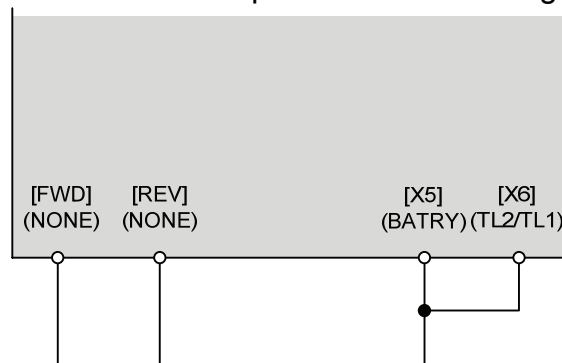 [FWD] [REV] [X5] [X6]
(NONE) (NONE) (BATRY) (TL2/TL1)